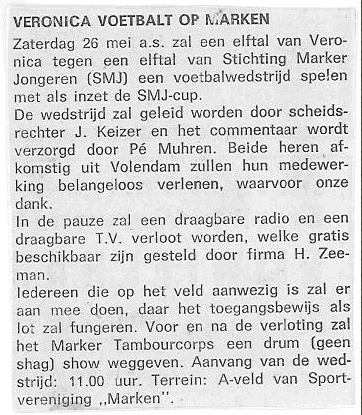 VERONICA VOETBALT OP MARKEN
Zaterdag 26 mei a.s. zal een elftal van Vero-
nica tegen een elftal van Stichting Marker
Jongeren (SMJ) een voetbalwedstrijd spelen
met als inzet de SMJ-cup.
De wedstrijd zal geleid worden door scheids-
rechter J. Keizer en het commentaar wordt
verzorgd door Pé Muhren. Beide heren af-
komstig uit Volendam zullen hun medewer-
king belangeloos verlenen, waarvoor onze
dank.
In de pauze zal een draagbare radio en een
draagbare T.V. verloot worden, welke gratis
beschikbaar zijn gesteld door firma H. Zee-
man.
Iedereen die op het veld aanwezig is zal er
aan mee doen, daar het toegangsbewijs als
lot zal fungeren. Voor en na de verloting zal
het Marker Tambourcorps een drum (geen
shag) show weggeven. Aanvang van de wed-
strijd: 11.00 uur. Terrein: A-veld van Sport-
vereniging „Marken”.